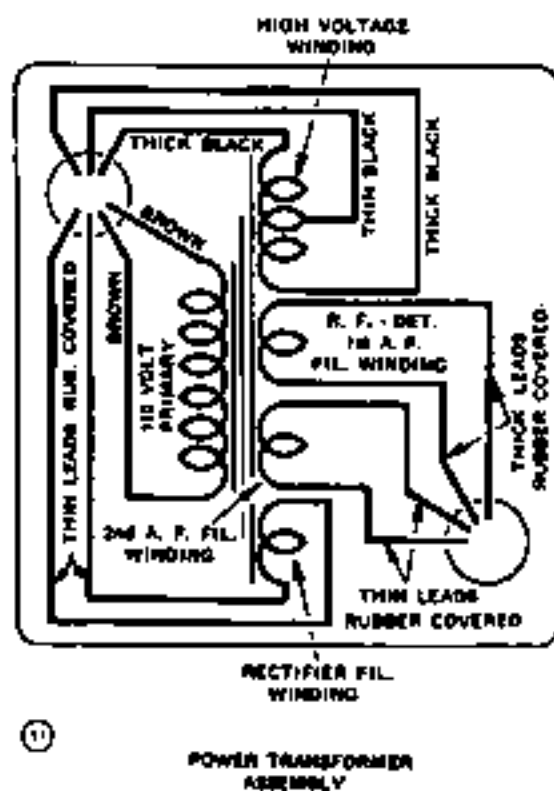 HIGH VOLTAGE
WINDING
THICK BLACK
THIN BLACK
THICK BLACK
BROWN
BROWN
THIN LEADS RUB. COVERED
110 VOLT
PRIMARY
R. F. - DET.
1st A. F.
FIL. WINDING
THICK LEADS
RUBBER COVERED.
2nd A. F. FIL.
WINDING
THIN LEADS
RUBBER COVERED
RECTIFIER FIL.
WINDING
POWER TRANSFORMER
ASSEMBLY